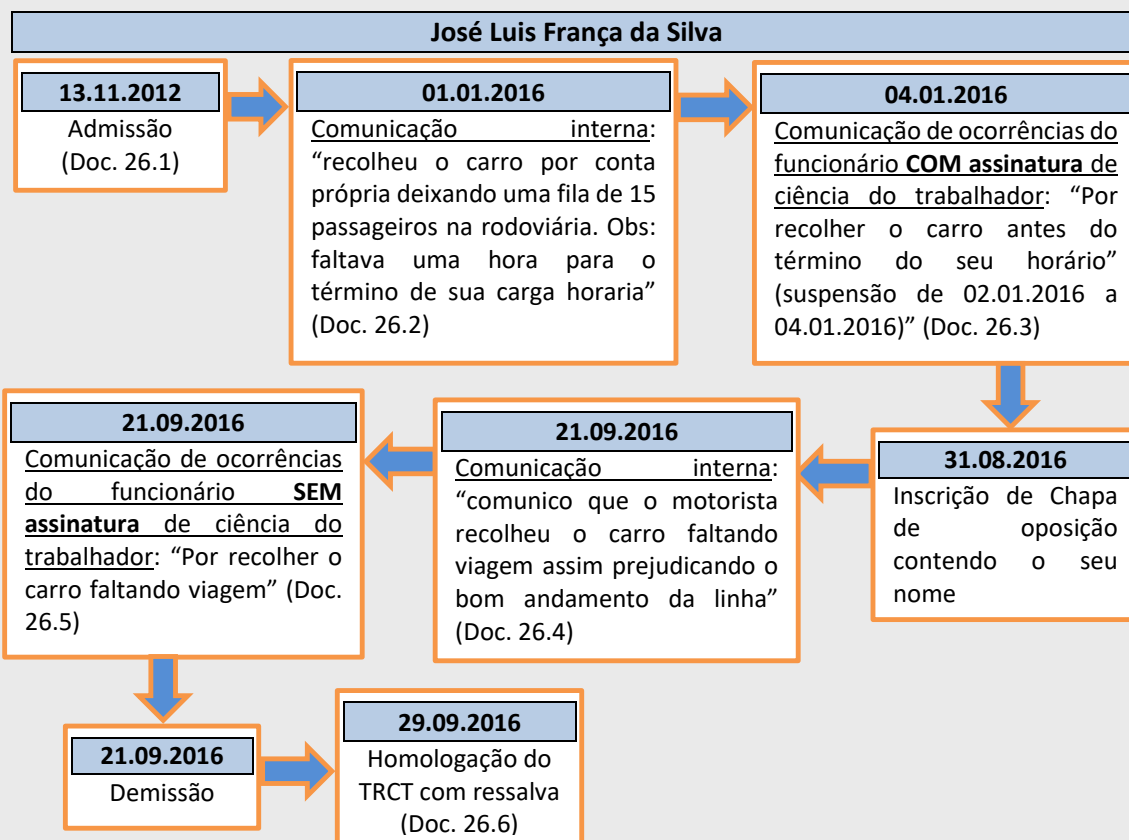 José Luis França da Silva
13.11.2012
Admissão
(Doc. 26.1)
01.01.2016
Comunicação interna:
“recolheu o carro por conta
própria deixando uma fila de 15
passageiros na rodoviária. Obs:
faltava uma hora para o
término de sua carga horaria”
(Doc. 26.2)
04.01.2016
Comunicação de ocorrências do
funcionário COM assinatura de
ciência do trabalhador: “Por
recolher o carro antes do
término do seu horário”
(suspensão de 02.01.2016 a
04.01.2016)” (Doc. 26.3)
31.08.2016
Inscrição de Chapa
de oposição
contendo o seu
nome
21.09.2016
Comunicação interna:
“comunico que o motorista
recolheu o carro faltando
viagem assim prejudicando o
bom andamento da linha”
(Doc. 26.4)
21.09.2016
Comunicação de ocorrências
do funcionário SEM
assinatura de ciência do
trabalhador: “Por recolher o
carro faltando viagem” (Doc.
26.5)
21.09.2016
Demissão
29.09.2016
Homologação do
TRCT com ressalva
(Doc. 26.6)